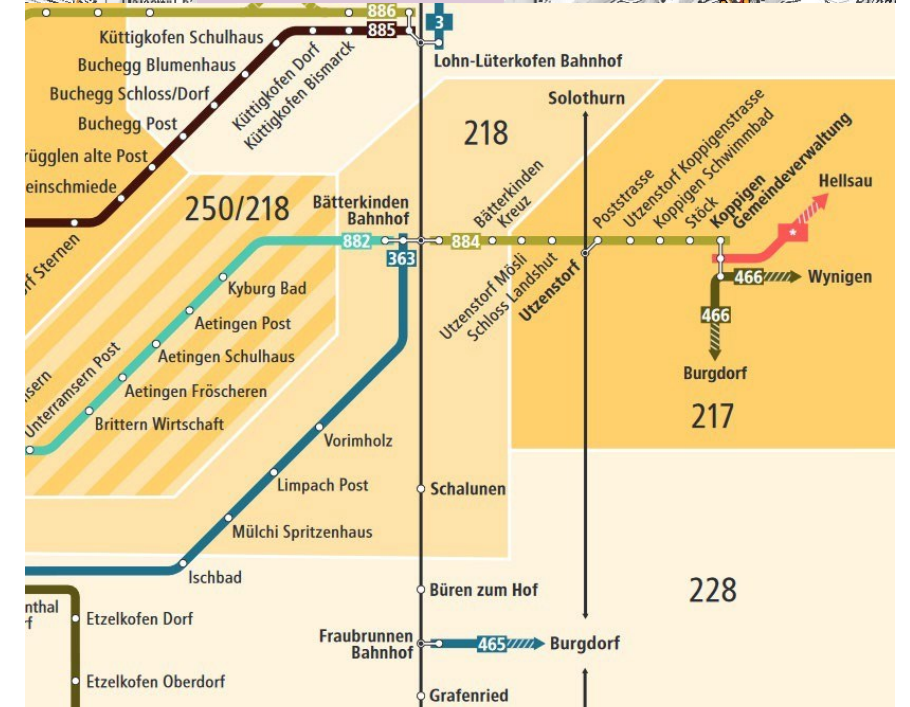 886
3
885
Küttigkofen Schulhaus
Buchegg Blumenhaus
Buchegg Schloss/Dorf
Buchegg Post
rügglen alte Post
einschmiede
rf Sternen
Küttigkofen Dorf
Küttigkofen Bismarck
Lohn-Lüterkofen Bahnhof
Solothurn
218
250/218
Bätterkinden
Bahnhof
882
363
884
Bätterkinden
Kreuz
Utzenstorf Mösli
Schloss Landshut
Utzenstorf
Poststrasse
Utzenstorf Koppigenstrasse
Koppigen Schwimmbad
Stöck
Koppigen
Gemeindeverwaltung
Hellsau
*
466
Wynigen
466
Burgdorf
217
Kyburg Bad
Aetingen Post
Aetingen Schulhaus
Aetingen Fröscheren
Brittern Wirtschaft
Unterramsern Post
nsern
Vorimholz
Limpach Post
Mülchi Spritzenhaus
Ischbad
Schalunen
228
Büren zum Hof
nthal
f
Etzelkofen Dorf
Fraubrunnen
Bahnhof
465
Burgdorf
Etzelkofen Oberdorf
Grafenried